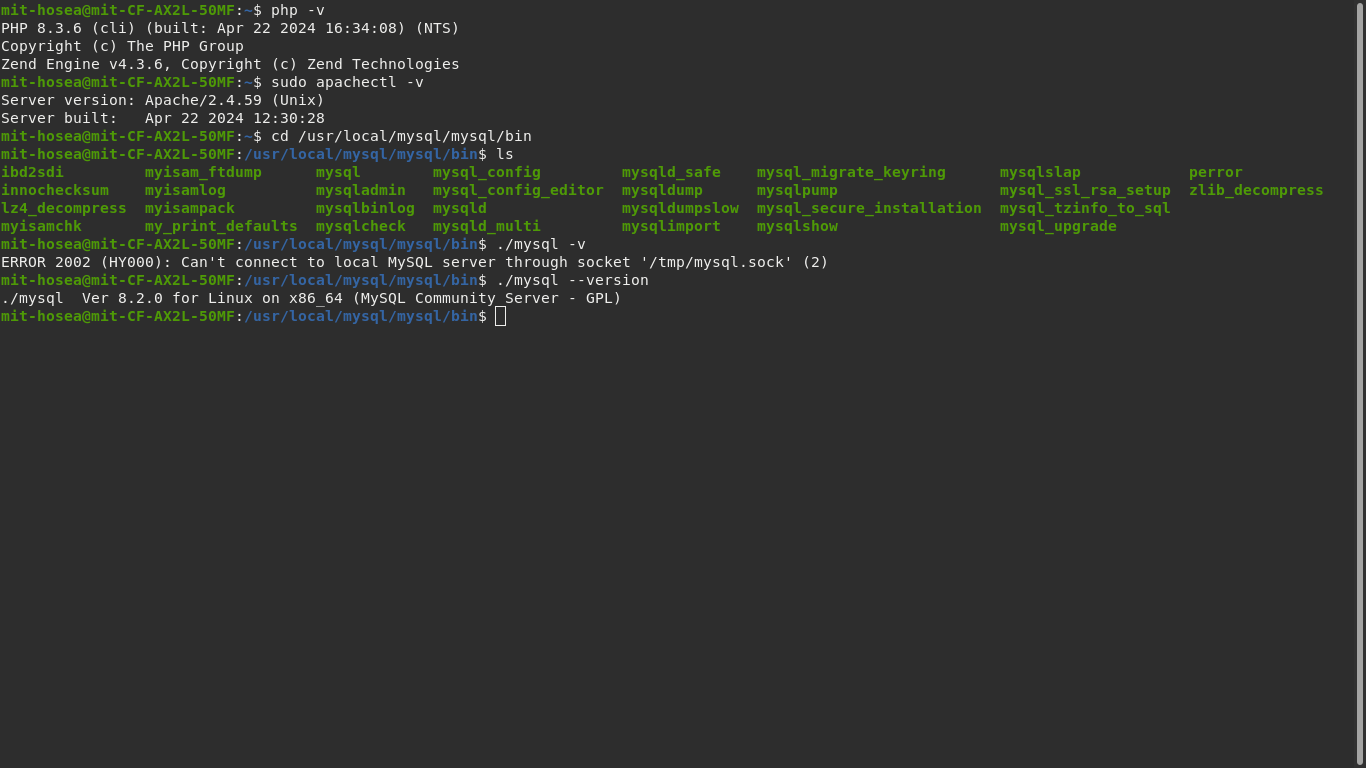 mit-hosea@mit-CF-AX2L-50MF:~$ php -v
PHP 8.3.6 (cli) (built: Apr 22 2024 16:34:08) (NTS)
Copyright (c) The PHP Group
Zend Engine v4.3.6, Copyright (c) Zend Technologies
mit-hosea@mit-CF-AX2L-50MF:~$ sudo apachectl -v
Server version: Apache/2.4.59 (Unix)
Server built:   Apr 22 2024 12:30:28
mit-hosea@mit-CF-AX2L-50MF:~$ cd /usr/local/mysql/mysql/bin
mit-hosea@mit-CF-AX2L-50MF:/usr/local/mysql/mysql/bin$ ls
ibd2sdi         myisam_ftdump      mysql        mysql_config         mysqld_safe    mysql_migrate_keyring      mysqlslap            perror
innochecksum    myisamlog          mysqladmin   mysql_config_editor  mysqldump      mysqlpump                  mysql_ssl_rsa_setup  zlib_decompress
lz4_decompress  myisampack         mysqlbinlog  mysqld               mysqldumpslow  mysql_secure_installation  mysql_tzinfo_to_sql
myisamchk       my_print_defaults  mysqlcheck   mysqld_multi         mysqlimport    mysqlshow                  mysql_upgrade
mit-hosea@mit-CF-AX2L-50MF:/usr/local/mysql/mysql/bin$ ./mysql -v
ERROR 2002 (HY000): Can't connect to local MySQL server through socket '/tmp/mysql.sock' (2)
mit-hosea@mit-CF-AX2L-50MF:/usr/local/mysql/mysql/bin$ ./mysql --version
./mysql  Ver 8.2.0 for Linux on x86_64 (MySQL Community Server - GPL)
mit-hosea@mit-CF-AX2L-50MF:/usr/local/mysql/mysql/bin$